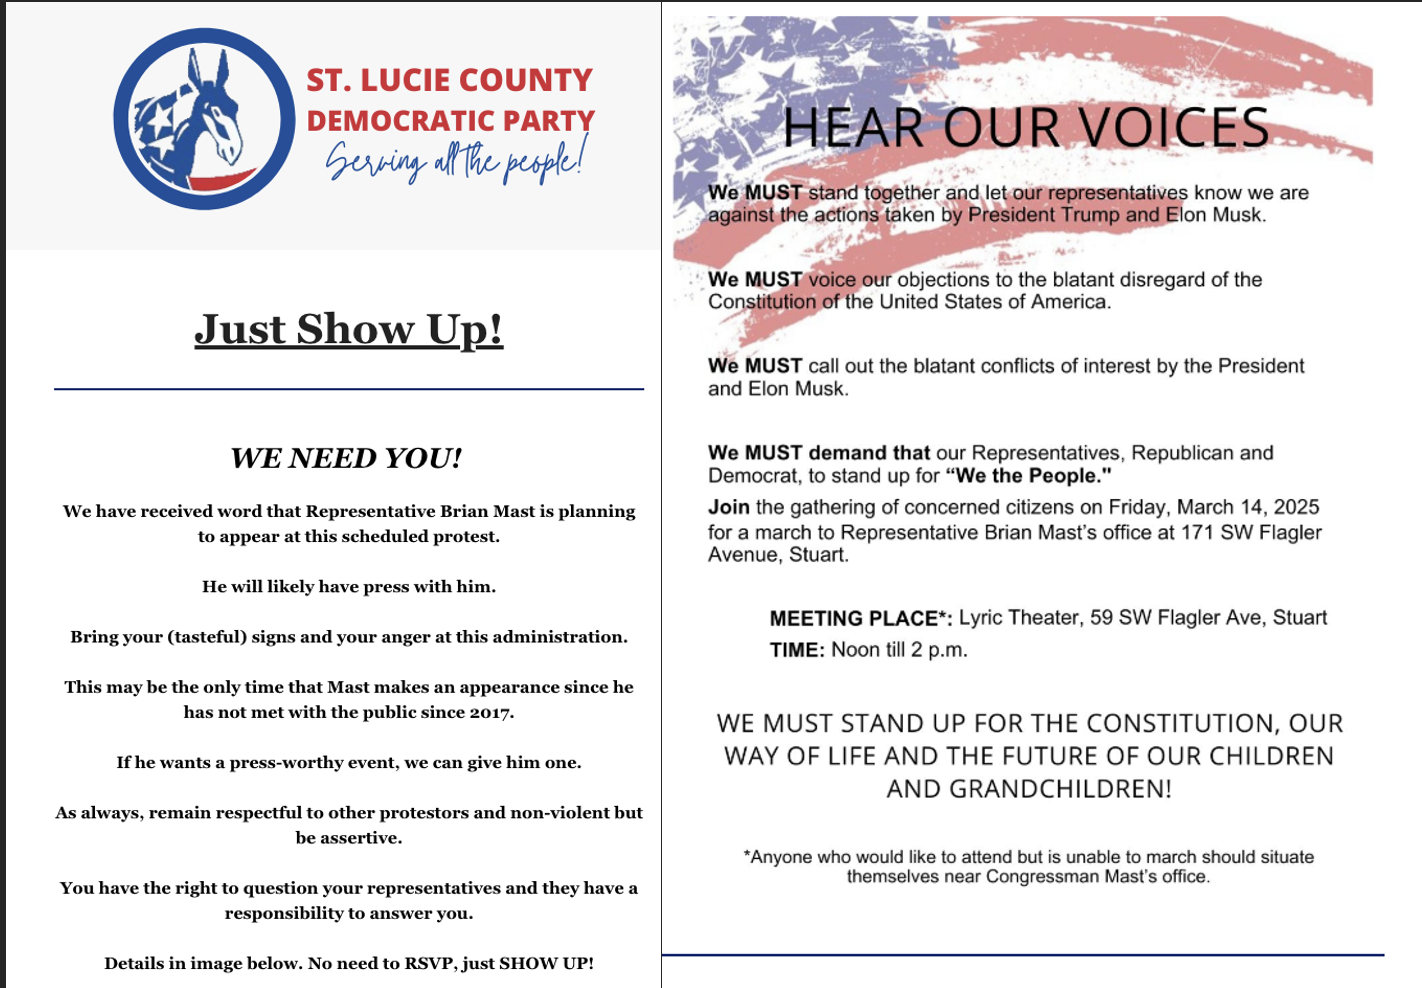 ST. LUCIE COUNTY
DEMOCRATIC PARTY
Serving all the people!
Just Show Up!
WE NEED YOU!
We have received word that Representative Brian Mast is planning
to appear at this scheduled protest.
He will likely have press with him.
Bring your (tasteful) signs and your anger at this administration.
This may be the only time that Mast makes an appearance since he
has not met with the public since 2017.
If he wants a press-worthy event, we can give him one.
As always, remain respectful to other protestors and non-violent but
be assertive.
You have the right to question your representatives and they have a
responsibility to answer you.
Details in image below. No need to RSVP, just SHOW UP!
HEAR OUR VOICES
We MUST stand together and let our representatives know we are
against the actions taken by President Trump and Elon Musk.
We MUST voice our objections to the blatant disregard of the
Constitution of the United States of America.
We MUST call out the blatant conflicts of interest by the President
and Elon Musk.
We MUST demand that our Representatives, Republican and
Democrat, to stand up for “We the People."
Join the gathering of concerned citizens on Friday, March 14, 2025
for a march to Representative Brian Mast’s office at 171 SW Flagler
Avenue, Stuart.
MEETING PLACE*: Lyric Theater, 59 SW Flagler Ave, Stuart
TIME: Noon till 2 p.m.
WE MUST STAND UP FOR THE CONSTITUTION, OUR
WAY OF LIFE AND THE FUTURE OF OUR CHILDREN
AND GRANDCHILDREN!
*Anyone who would like to attend but is unable to march should situate
themselves near Congressman Mast’s office.